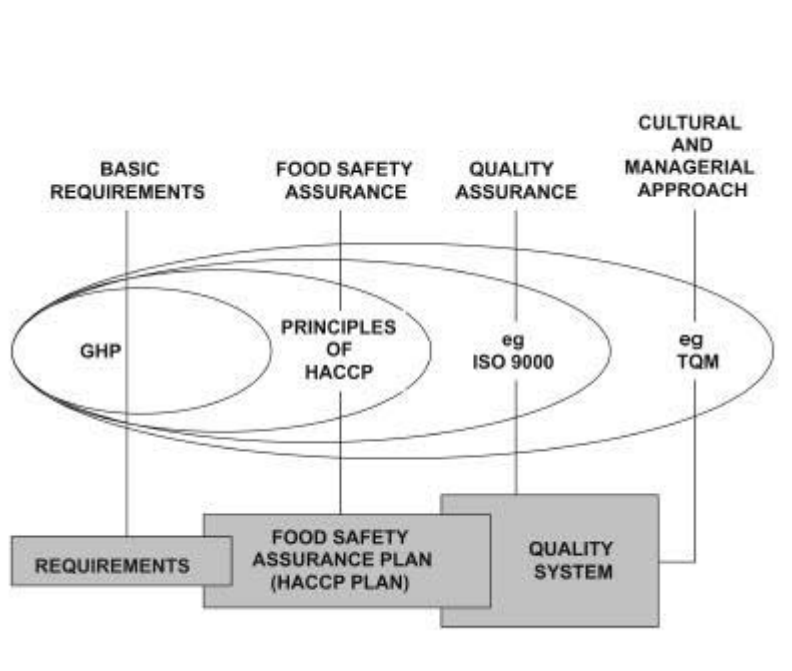 BASIC
REQUIREMENTS
FOOD SAFETY
ASSURANCE
QUALITY
ASSURANCE
CULTURAL
AND
MANAGERIAL
APPROACH
GHP
PRINCIPLES
OF
HACCP
eg
ISO 9000
eg
TQM
REQUIREMENTS
FOOD SAFETY
ASSURANCE PLAN
(HACCP PLAN)
QUALITY
SYSTEM